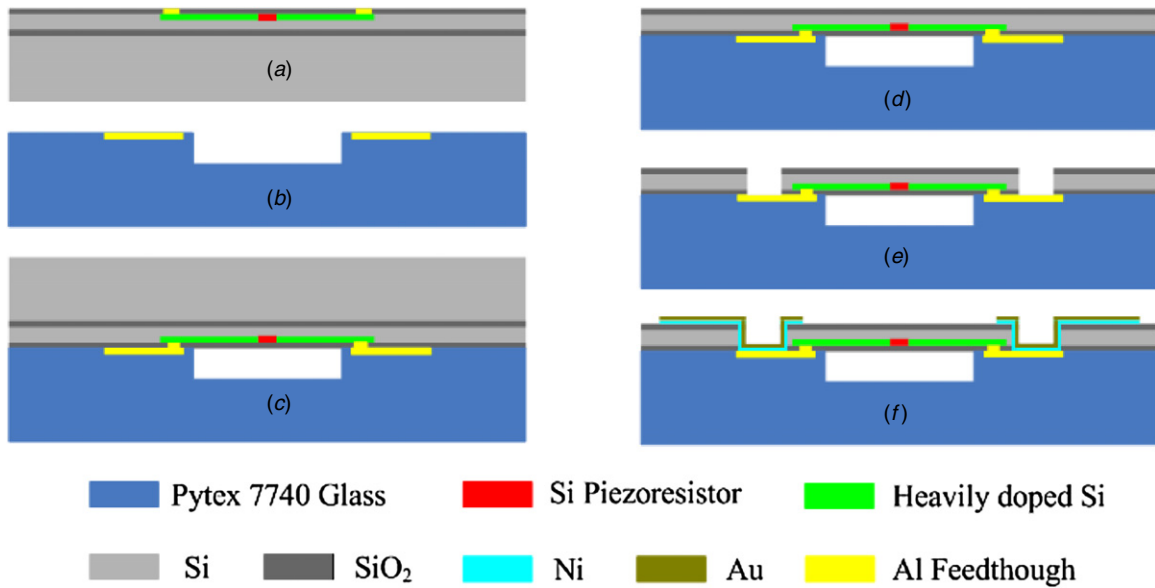 (a)
(b)
(c)
(d)
(e)
(f)
Pytex 7740 Glass
Si Piezoresistor
Heavily doped Si
Si
SiO₂
Ni
Au
Al Feedthough